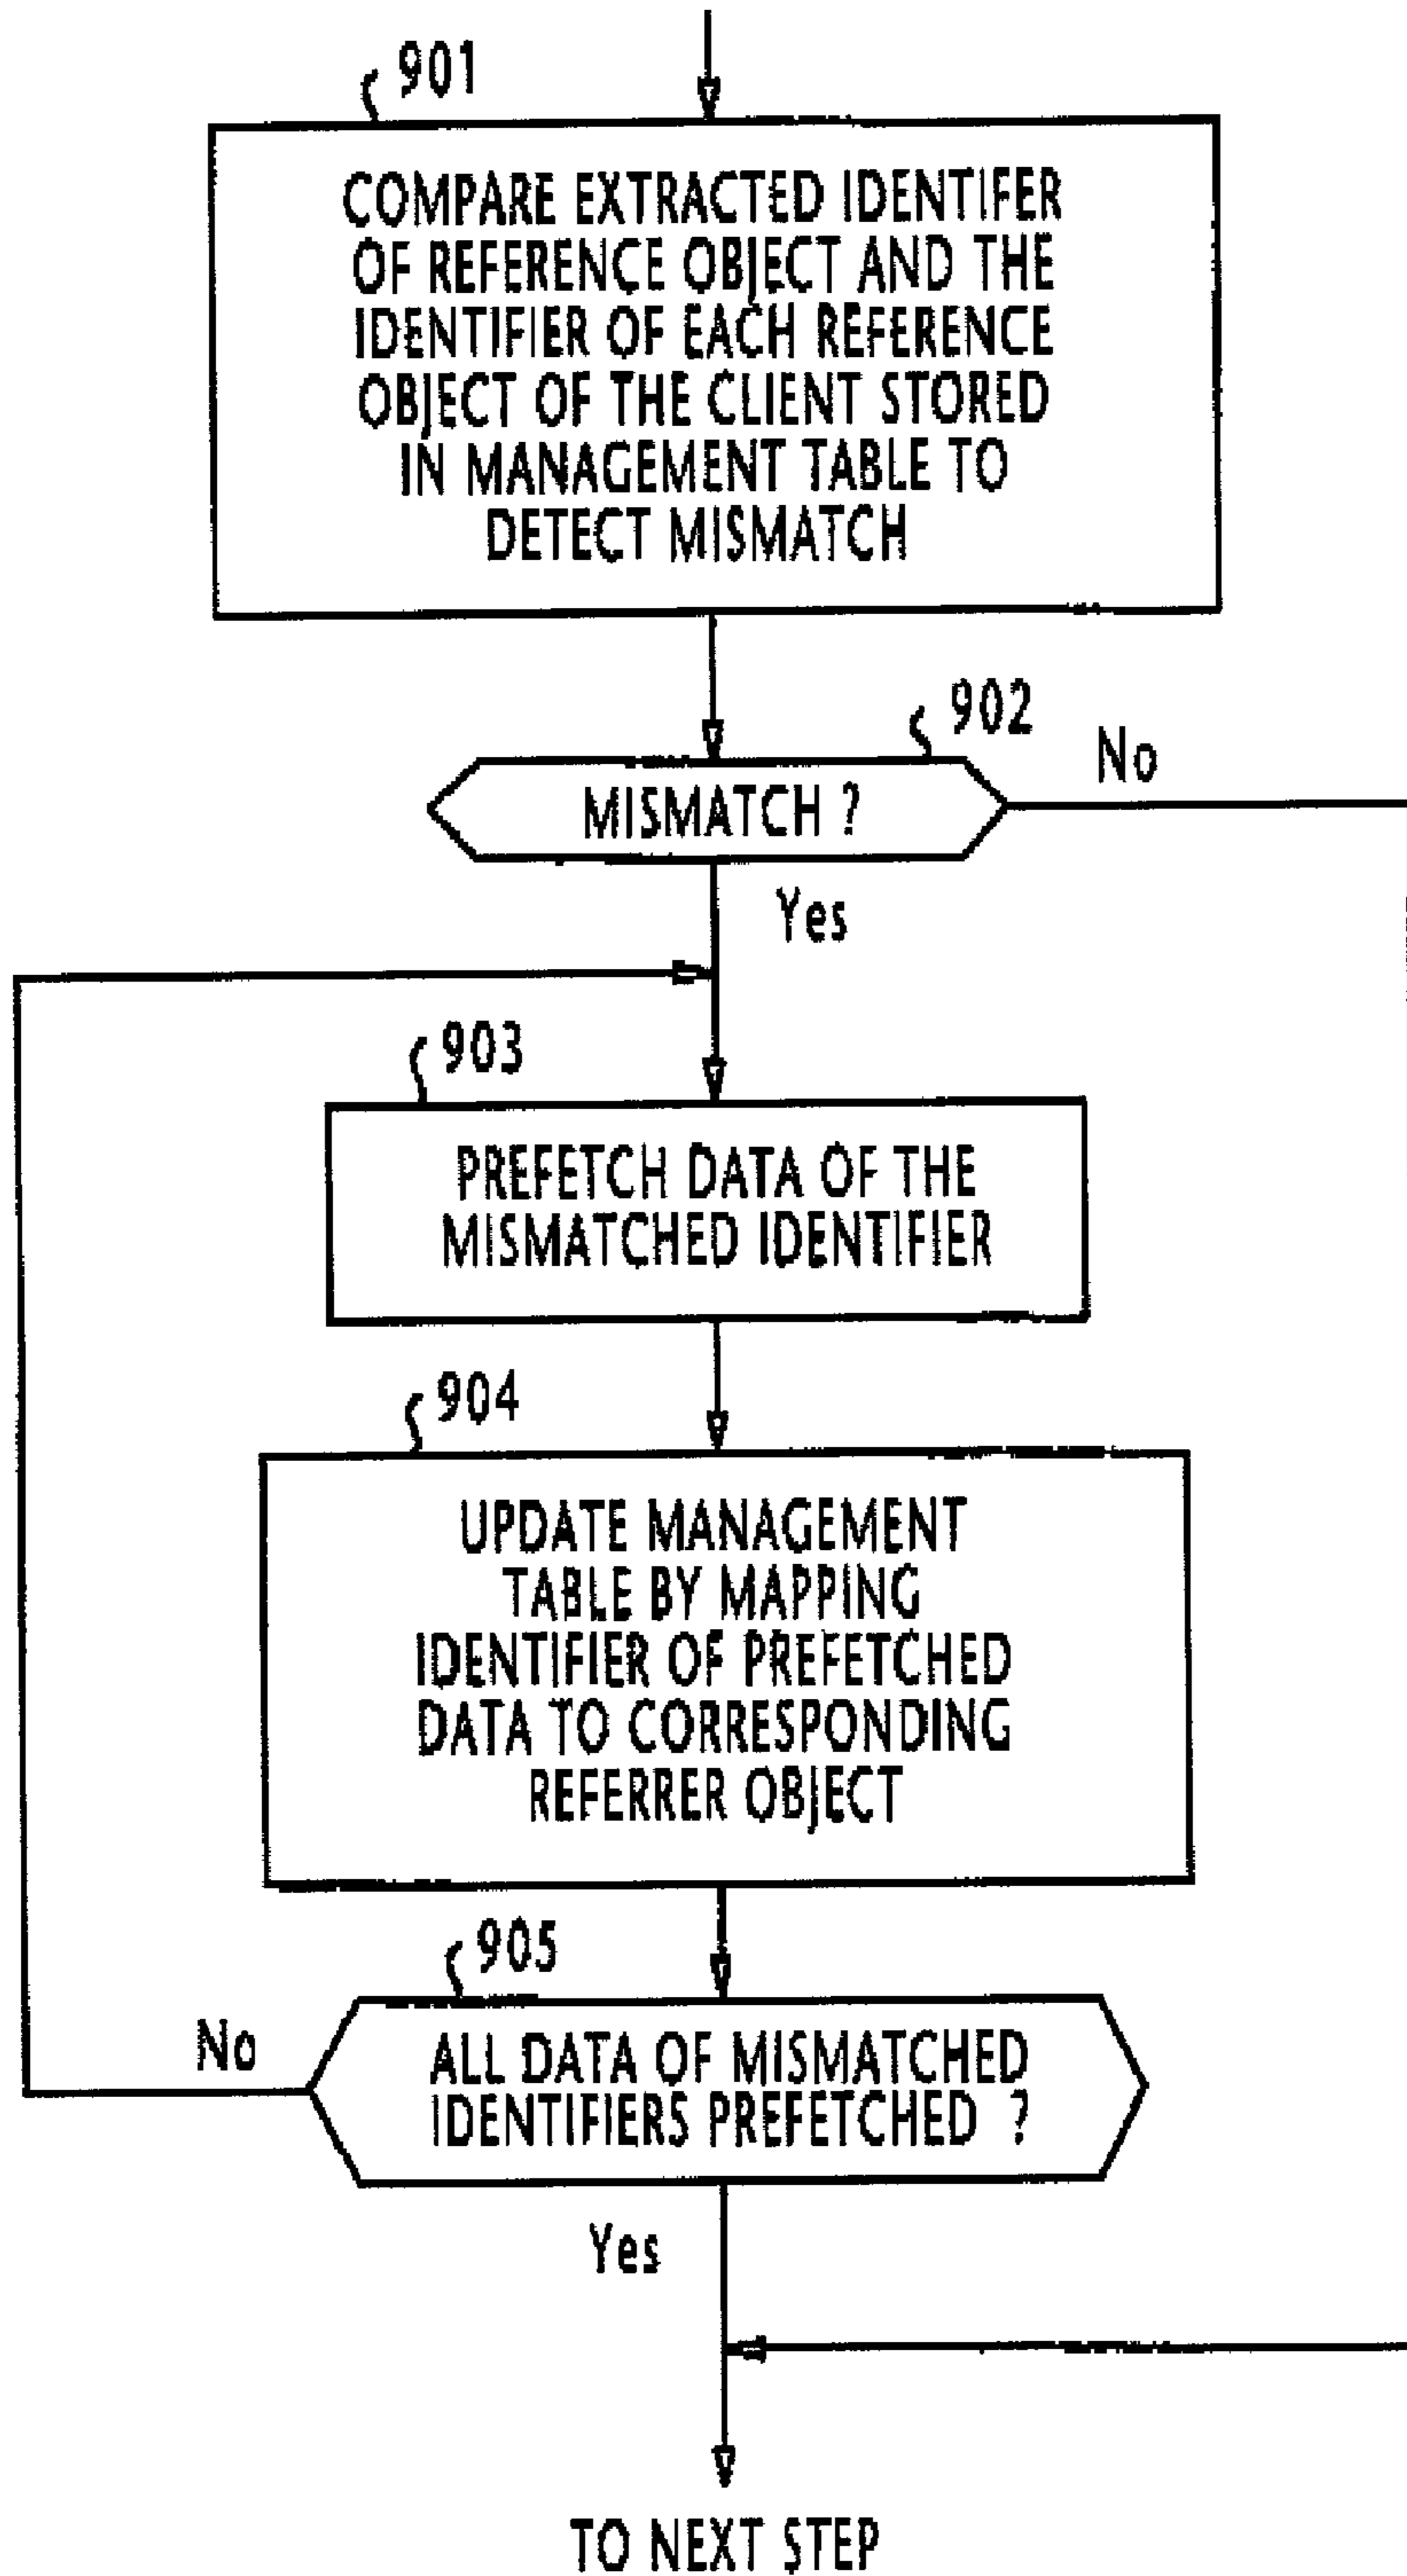 901
COMPARE EXTRACTED IDENTIFER
OF REFERENCE OBJECT AND THE
IDENTIFIER OF EACH REFERENCE
OBJECT OF THE CLIENT STORED
IN MANAGEMENT TABLE TO
DETECT MISMATCH
902
No
MISMATCH ?
Yes
903
PREFETCH DATA OF THE
MISMATCHED IDENTIFIER
904
UPDATE MANAGEMENT
TABLE BY MAPPING
IDENTIFIER OF PREFETCHED
DATA TO CORRESPONDING
REFERRER OBJECT
905
No
ALL DATA OF MISMATCHED
IDENTIFIERS PREFETCHED ?
Yes
TO NEXT STEP